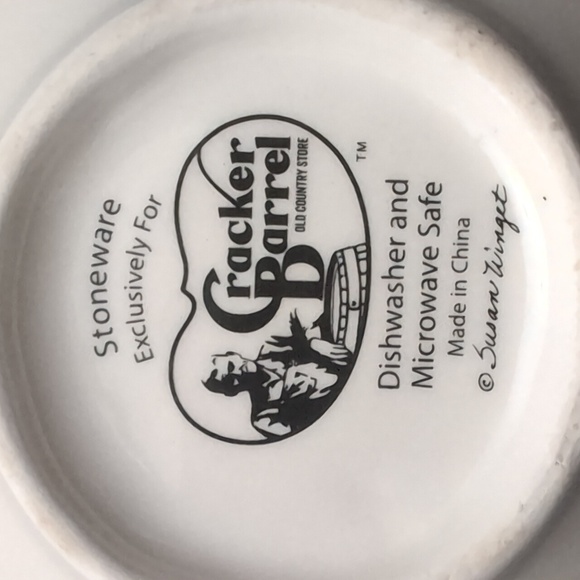 Stoneware
Exclusively For
Cracker
Barrel
OLD COUNTRY STORE
TM
Dishwasher and
Microwave Safe
Made in China
© Susan Winget